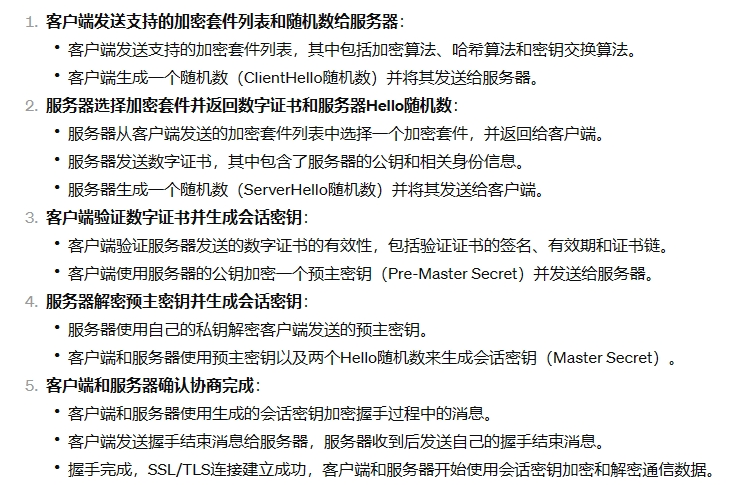 1. 客户端发送支持的加密套件列表和随机数给服务器：
• 客户端发送支持的加密套件列表，其中包括加密算法、哈希算法和密钥交换算法。
• 客户端生成一个随机数（ClientHello随机数）并将其发送给服务器。
2. 服务器选择加密套件并返回数字证书和服务器Hello随机数：
• 服务器从客户端发送的加密套件列表中选择一个加密套件，并返回给客户端。
• 服务器发送数字证书，其中包含了服务器的公钥和相关身份信息。
• 服务器生成一个随机数（ServerHello随机数）并将其发送给客户端。
3. 客户端验证数字证书并生成会话密钥：
• 客户端验证服务器发送的数字证书的有效性，包括验证证书的签名、有效期和证书链。
• 客户端使用服务器的公钥加密一个预主密钥（Pre-Master Secret）并发送给服务器。
4. 服务器解密预主密钥并生成会话密钥：
• 服务器使用自己的私钥解密客户端发送的预主密钥。
• 客户端和服务器使用预主密钥以及两个Hello随机数来生成会话密钥（Master Secret）。
5. 客户端和服务器确认协商完成：
• 客户端和服务器使用生成的会话密钥加密握手过程中的消息。
• 客户端发送握手结束消息给服务器，服务器收到后发送自己的握手结束消息。
• 握手完成，SSL/TLS连接建立成功，客户端和服务器开始使用会话密钥加密和解密通信数据。